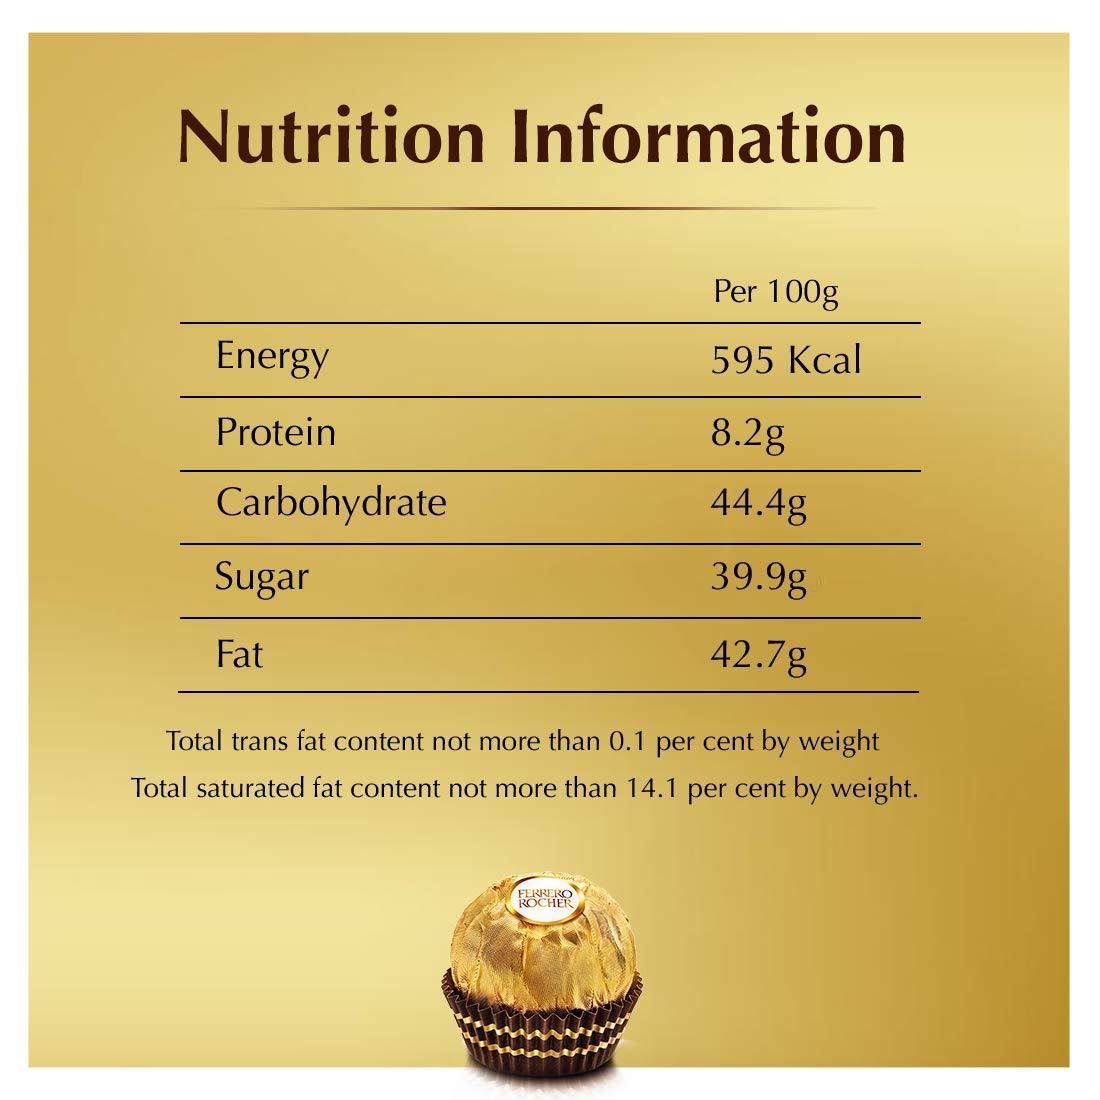 Nutrition Information
Per 100g
Energy 595 Kcal
Protein 8.2g
Carbohydrate 44.4g
Sugar 39.9g
Fat 42.7g
Total trans fat content not more than 0.1 per cent by weight
Total saturated fat content not more than 14.1 per cent by weight.
FERRERO
ROCHER